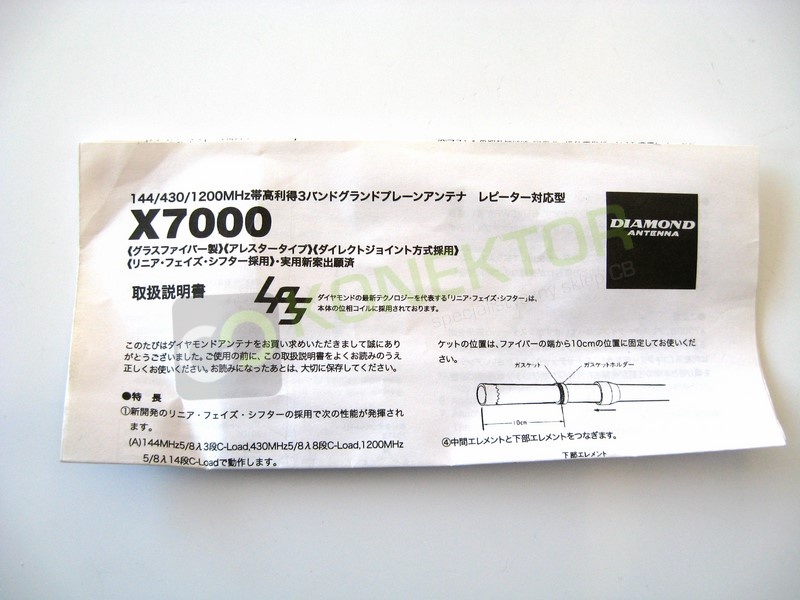 144/430/1200MHz帯高利得3バンドグランドプレーンアンテナ　レピーター対応型
X7000
《グラスファイバー製》《アレスタータイプ》《ダイレクトジョイント方式採用》
《リニア・フェイズ・シフター採用》・実用新案出願済
DIAMOND
ANTENNA
KONEKTOR
取扱説明書
LPS
ダイヤモンドの最新テクノロジーを代表する「リニア・フェイズ・シフター」は、
本体の位相コイルに採用されております。
このたびはダイヤモンドアンテナをお買い求めいただきまして誠にあり
がとうございました。ご使用の前に、この取扱説明書をよくお読みのうえ
正しくお使いください。お読みになったあとは、大切に保存してください。
●特　長
①新開発のリニア・フェイズ・シフターの採用で次の性能が発揮され
ます。
(A)144MHz5/8λ3段C-Load,430MHz5/8λ8段C-Load,1200MHz
5/8λ14段C-Loadで動作します。
ケットの位置は、ファイバーの端から10cmの位置に固定してお使いくだ
さい。
ガスケット
ガスケットホルダー
10cm
④中間エレメントと下部エレメントをつなぎます。
下部エレメント